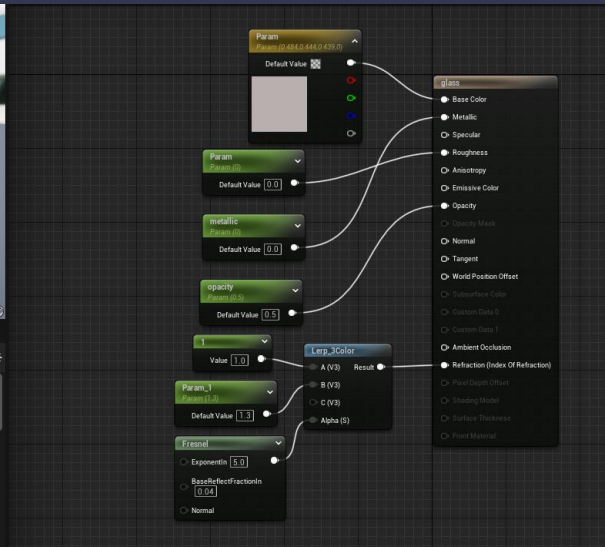 Param
Param (0.484,0.444,0.439,0)
Default Value
Param
Param (0)
Default Value 0.0
metallic
Param (0)
Default Value 0.0
opacity
Param (0.5)
Default Value 0.5
1
Value 1.0
Param_1
Param (1.3)
Default Value 1.3
Fresnel
ExponentIn 5.0
BaseReflectFractionIn
0.04
Normal
Lerp_3Color
A (V3) Result
B (V3)
C (V3)
Alpha (S)
glass
Base Color
Metallic
Specular
Roughness
Anisotropy
Emissive Color
Opacity
Opacity Mask
Normal
Tangent
World Position Offset
Subsurface Color
Custom Data 0
Custom Data 1
Ambient Occlusion
Refraction (Index Of Refraction)
Pixel Depth Offset
Shading Model
Surface Thickness
Front Material